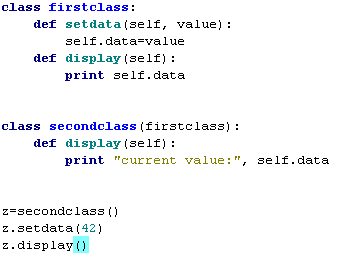 class firstclass:
    def setdata(self, value):
        self.data=value
    def display(self):
        print self.data
class secondclass(firstclass):
    def display(self):
        print "current value:", self.data
z=secondclass()
z.setdata(42)
z.display()